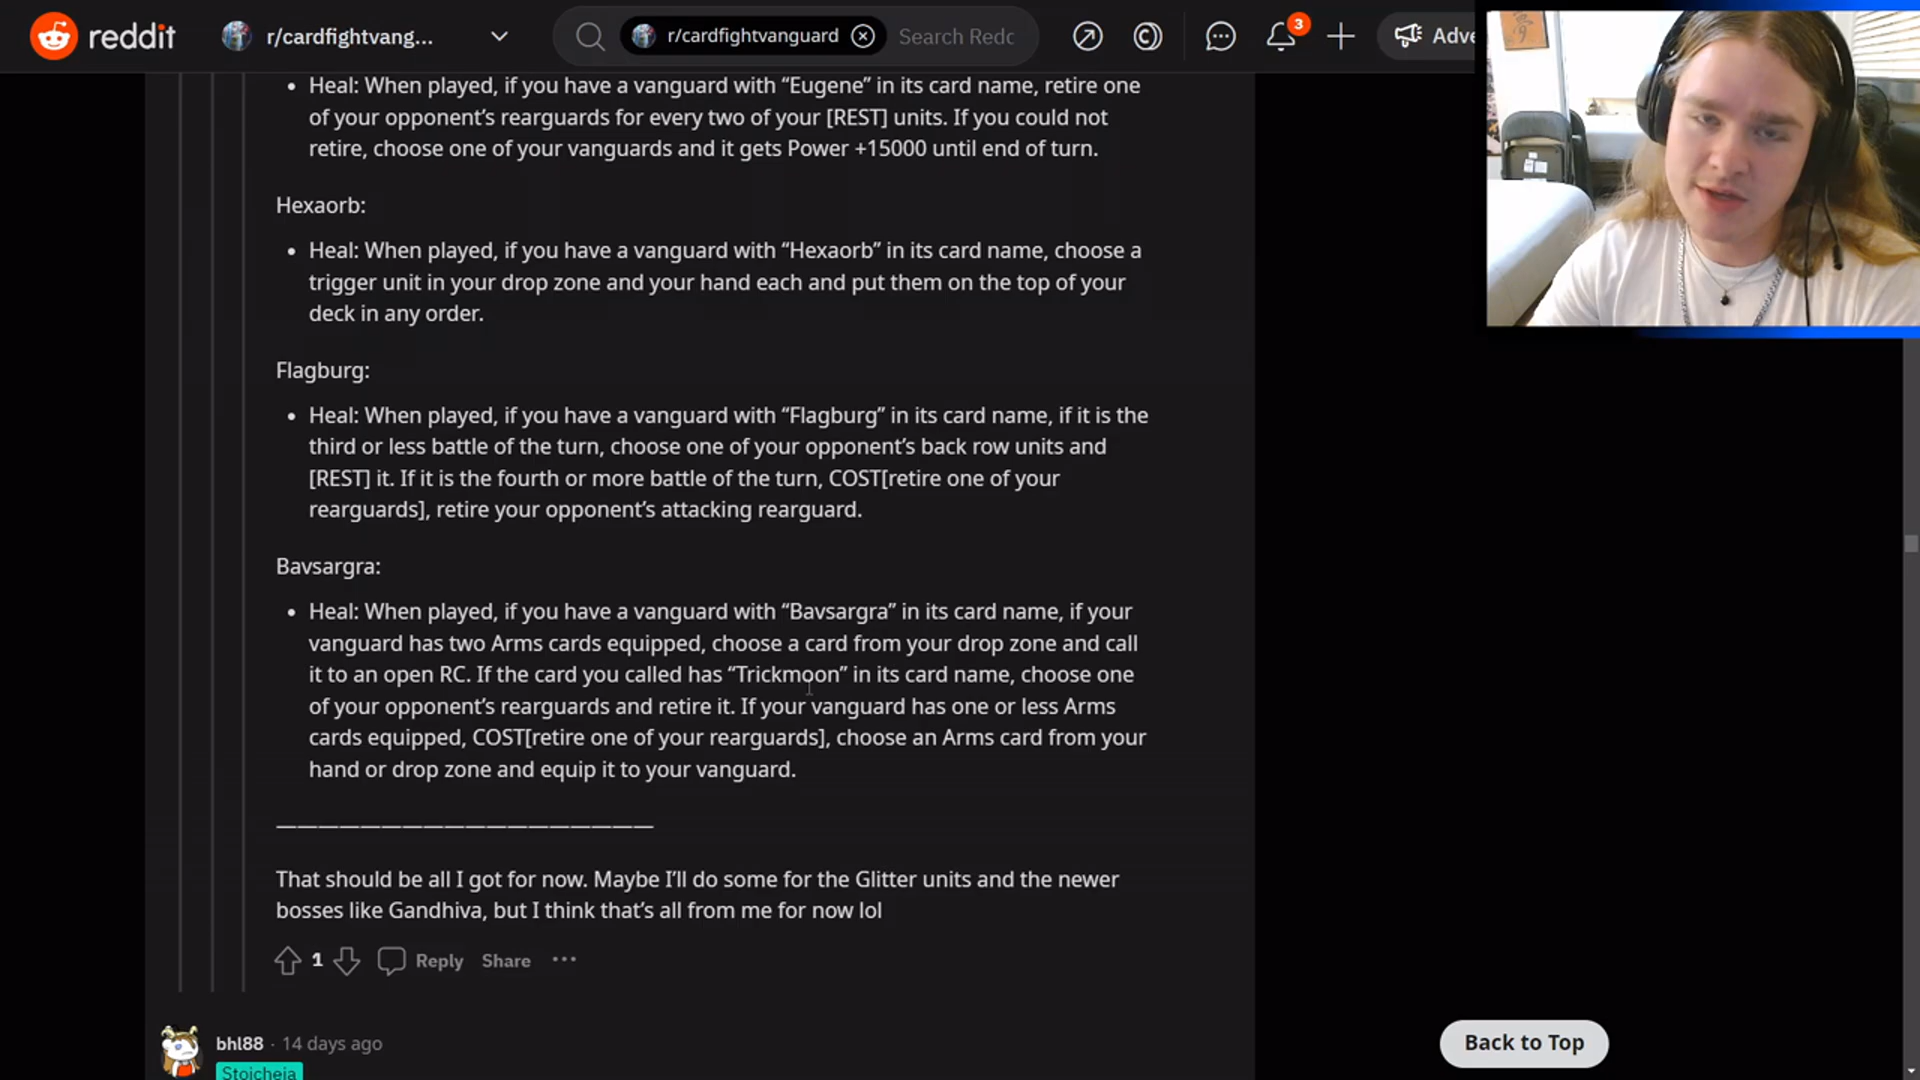 reddit
r/cardfightvang...
r/cardfightvanguard
Search Redc
3
Adve
Heal: When played, if you have a vanguard with “Eugene” in its card name, retire one
of your opponent’s rearguards for every two of your [REST] units. If you could not
retire, choose one of your vanguards and it gets Power +15000 until end of turn.
Hexaorb:
Heal: When played, if you have a vanguard with “Hexaorb” in its card name, choose a
trigger unit in your drop zone and your hand each and put them on the top of your
deck in any order.
Flagburg:
Heal: When played, if you have a vanguard with “Flagburg” in its card name, if it is the
third or less battle of the turn, choose one of your opponent’s back row units and
[REST] it. If it is the fourth or more battle of the turn, COST[retire one of your
rearguards], retire your opponent’s attacking rearguard.
Bavsargra:
Heal: When played, if you have a vanguard with “Bavsargra” in its card name, if your
vanguard has two Arms cards equipped, choose a card from your drop zone and call
it to an open RC. If the card you called has “Trickmoon” in its card name, choose one
of your opponent’s rearguards and retire it. If your vanguard has one or less Arms
cards equipped, COST[retire one of your rearguards], choose an Arms card from your
hand or drop zone and equip it to your vanguard.
——————————————————
That should be all I got for now. Maybe I’ll do some for the Glitter units and the newer
bosses like Gandhiva, but I think that’s all from me for now lol
1
Reply
Share
bhl88 · 14 days ago
Stoicheia
Back to Top